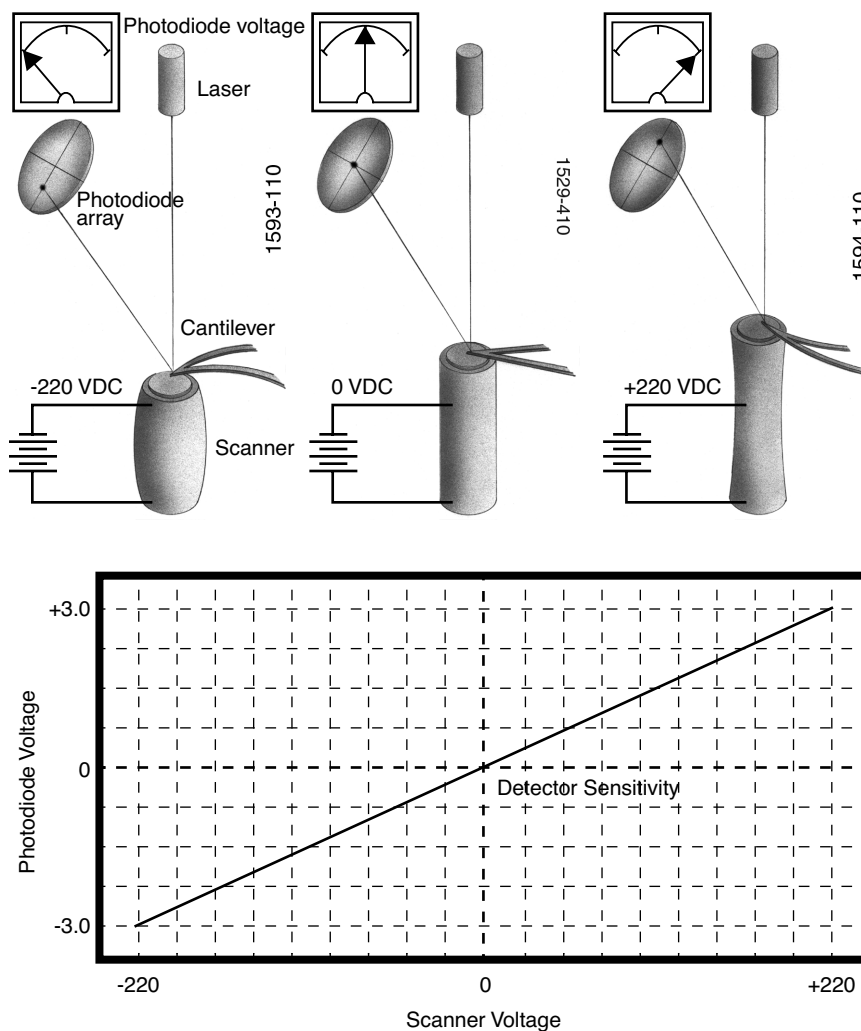 Photodiode voltage
Laser
Photodiode
array
1593-110
1529-410
Cantilever
-220 VDC
0 VDC
+220 VDC
Scanner
+3.0
0
-3.0
Photodiode Voltage
Detector Sensitivity
-220
0
+220
Scanner Voltage